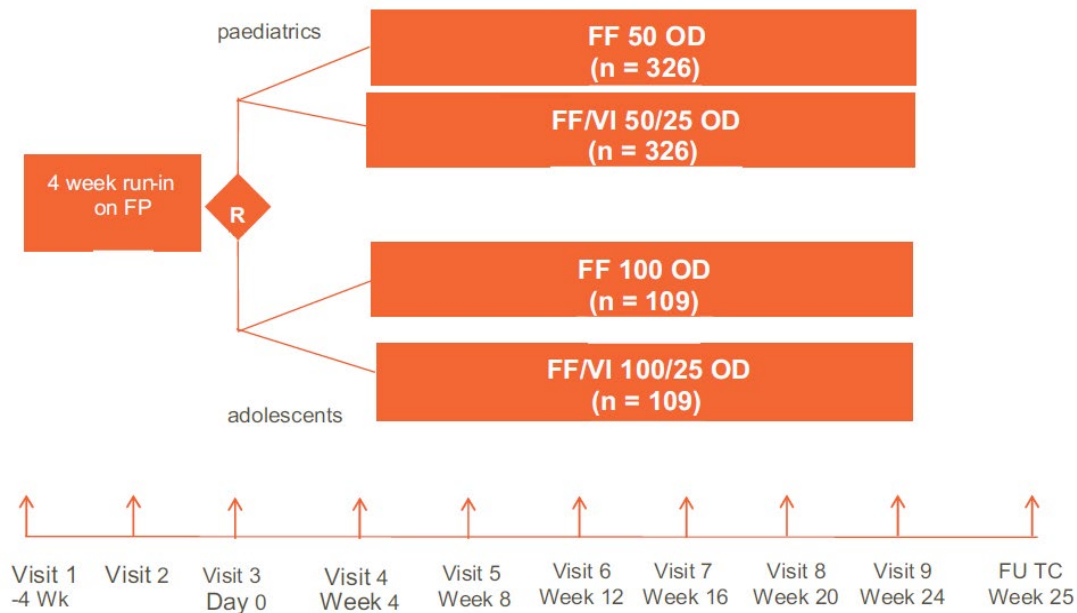 paediatrics
FF 50 OD
(n = 326)
FF/VI 50/25 OD
(n = 326)
4 week run-in
on FP
R
FF 100 OD
(n = 109)
FF/VI 100/25 OD
(n = 109)
adolescents
Visit 1
-4 Wk
Visit 2
Visit 3
Day 0
Visit 4
Week 4
Visit 5
Week 8
Visit 6
Week 12
Visit 7
Week 16
Visit 8
Week 20
Visit 9
Week 24
FU TC
Week 25